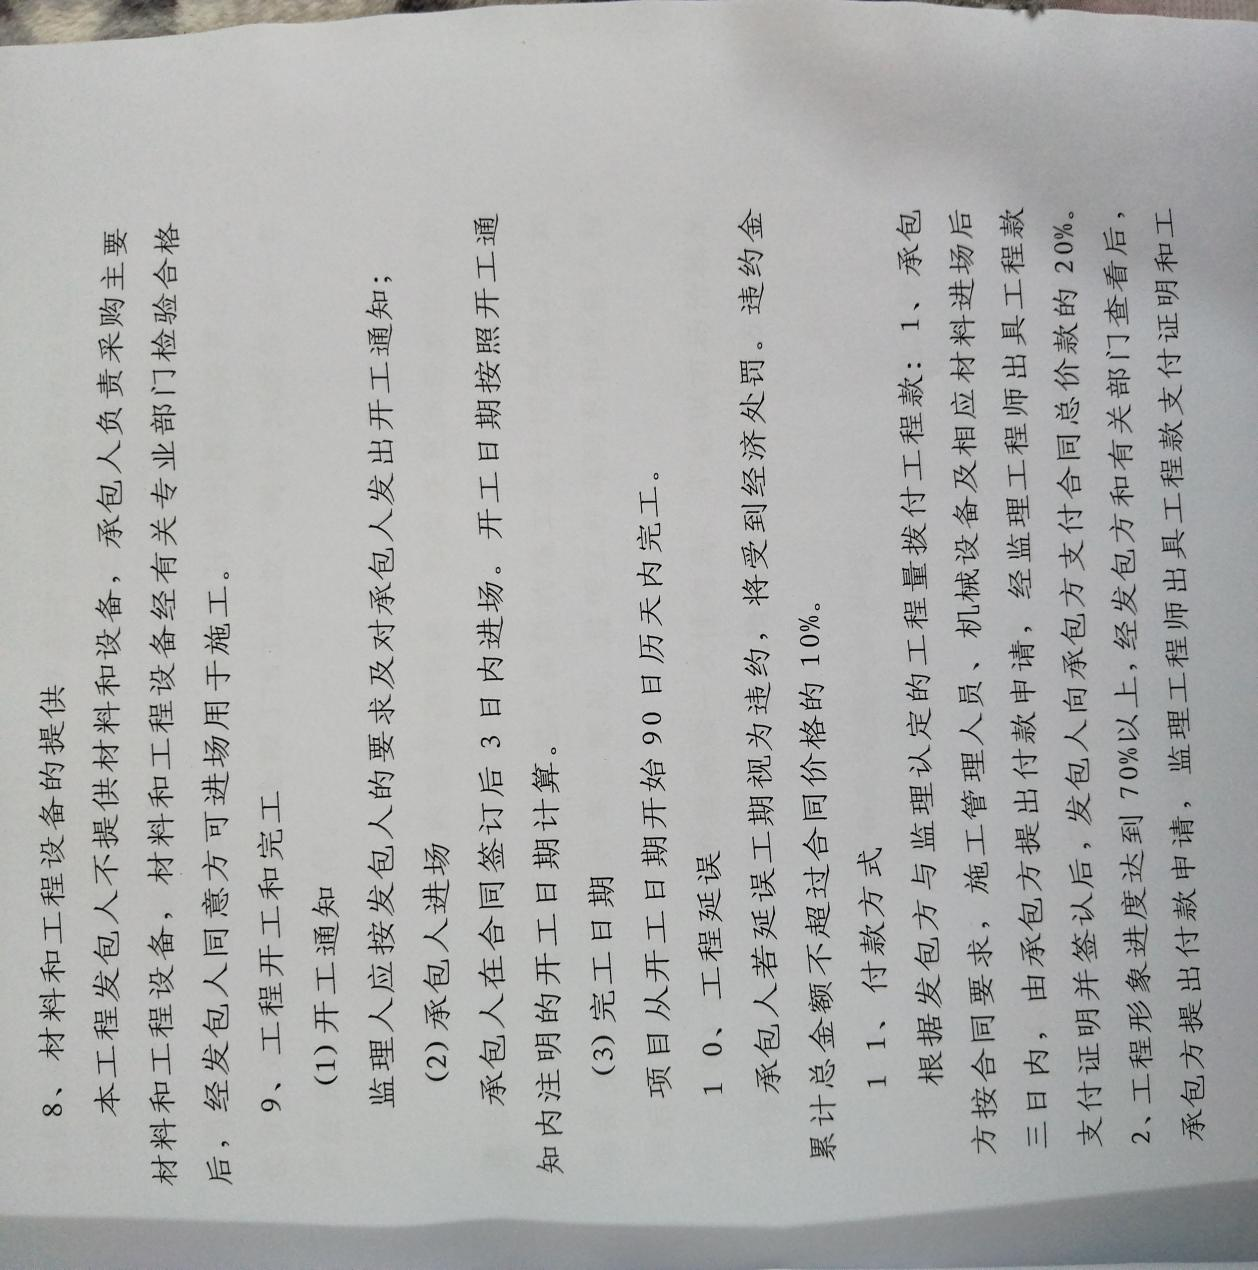 8、材料和工程设备的提供
本工程发包人不提供材料和设备，承包人负责采购主要
材料和工程设备，材料和工程设备经有关专业部门检验合格
后，经发包人同意方可进场用于施工。
9、工程开工和完工
(1)开工通知
监理人应按发包人的要求及对承包人发出开工通知；
(2)承包人进场
承包人在合同签订后 3 日内进场。开工日期按照开工通
知内注明的开工日期计算。
(3)完工日期
项目从开工日期开始 90 日历天内完工。
1 0、工程延误
承包人若延误工期视为违约，将受到经济处罚。违约金
累计总金额不超过合同价格的 10%。
1 1、付款方式
根据发包方与监理认定的工程量拨付工程款：1、承包
方按合同要求，施工管理人员、机械设备及相应材料进场后
三日内，由承包方提出付款申请，经监理工程师出具工程款
支付证明并签认后，发包人向承包方支付合同总价款的 20%。
2、工程形象进度达到 70%以上，经发包方和有关部门查看后，
承包方提出付款申请，监理工程师出具工程款支付证明和工